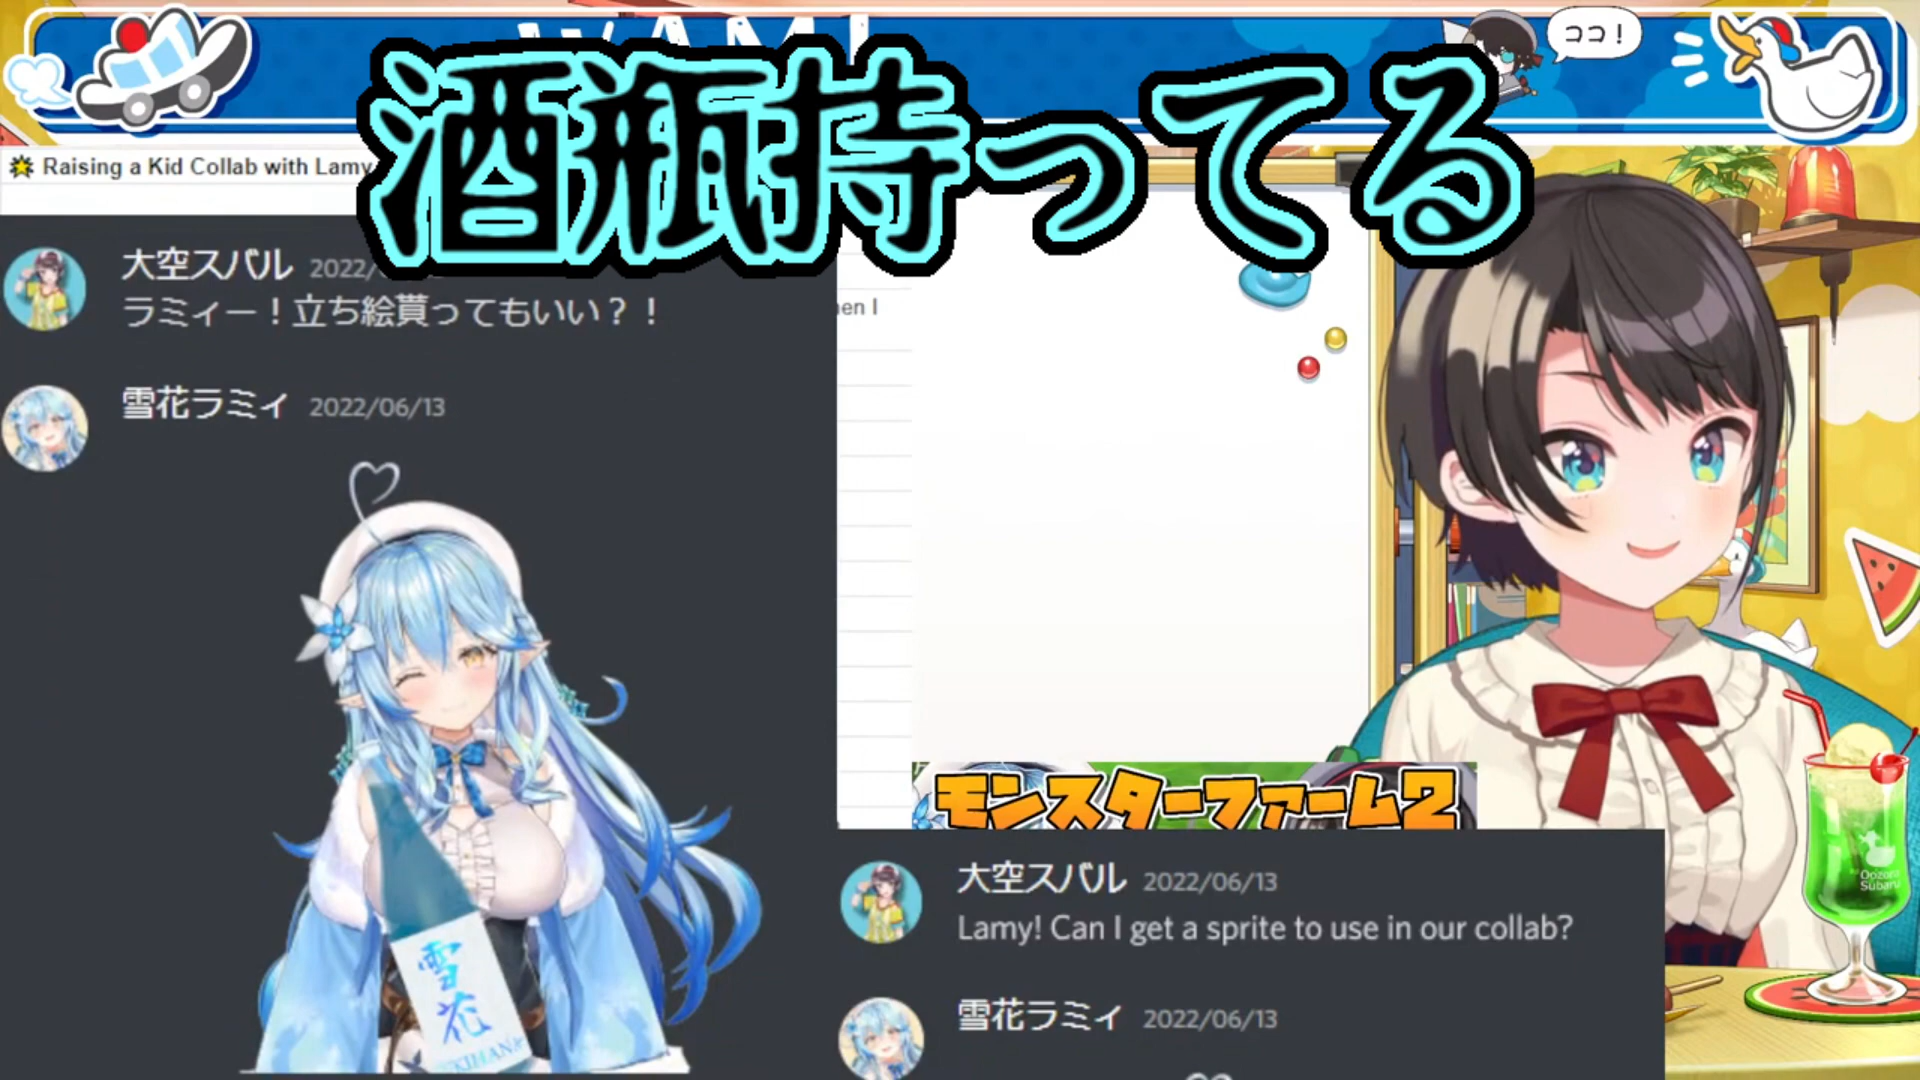 ココ！
酒瓶持ってる
Raising a Kid Collab with Lamy
大空スバル 2022/
ラミィー！立ち絵貰ってもいい？！
雪花ラミィ 2022/06/13
雪花
モンスターファーム2
大空スバル 2022/06/13
Lamy! Can I get a sprite to use in our collab?
雪花ラミィ 2022/06/13
Oozora
Subaru